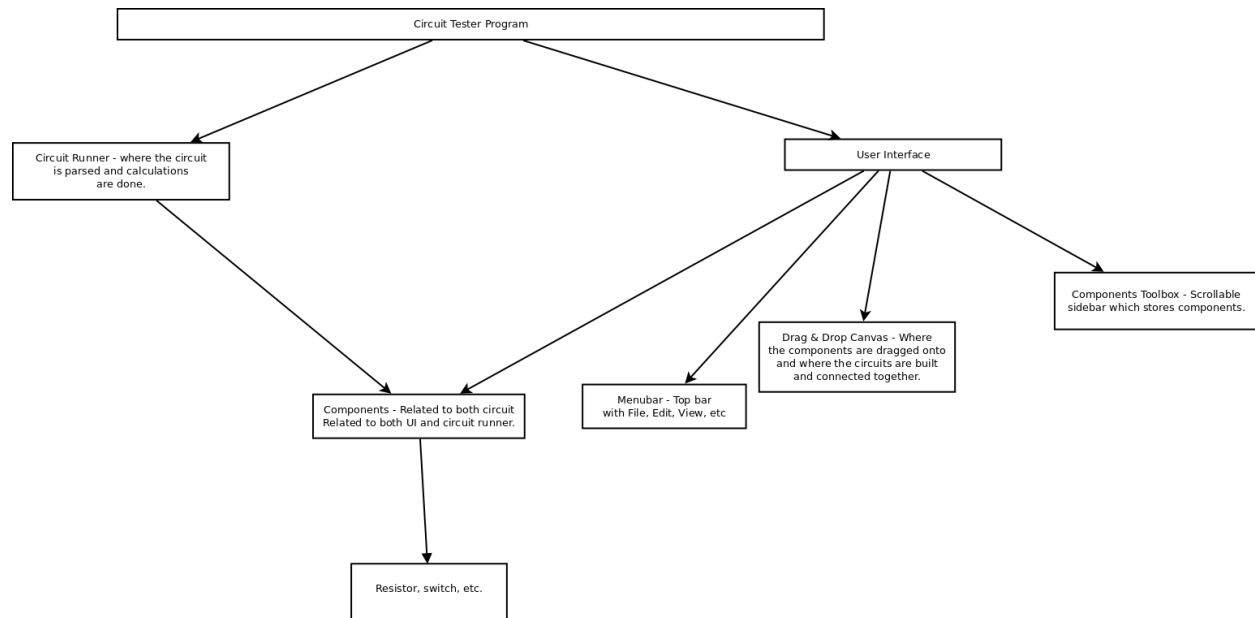 Circuit Tester Program
Circuit Runner - where the circuit
is parsed and calculations
are done.
User Interface
Components Toolbox - Scrollable
sidebar which stores components.
Drag & Drop Canvas - Where
the components are dragged onto
and where the circuits are built
and connected together.
Menubar - Top bar
with File, Edit, View, etc
Components - Related to both circuit
Related to both UI and circuit runner.
Resistor, switch, etc.